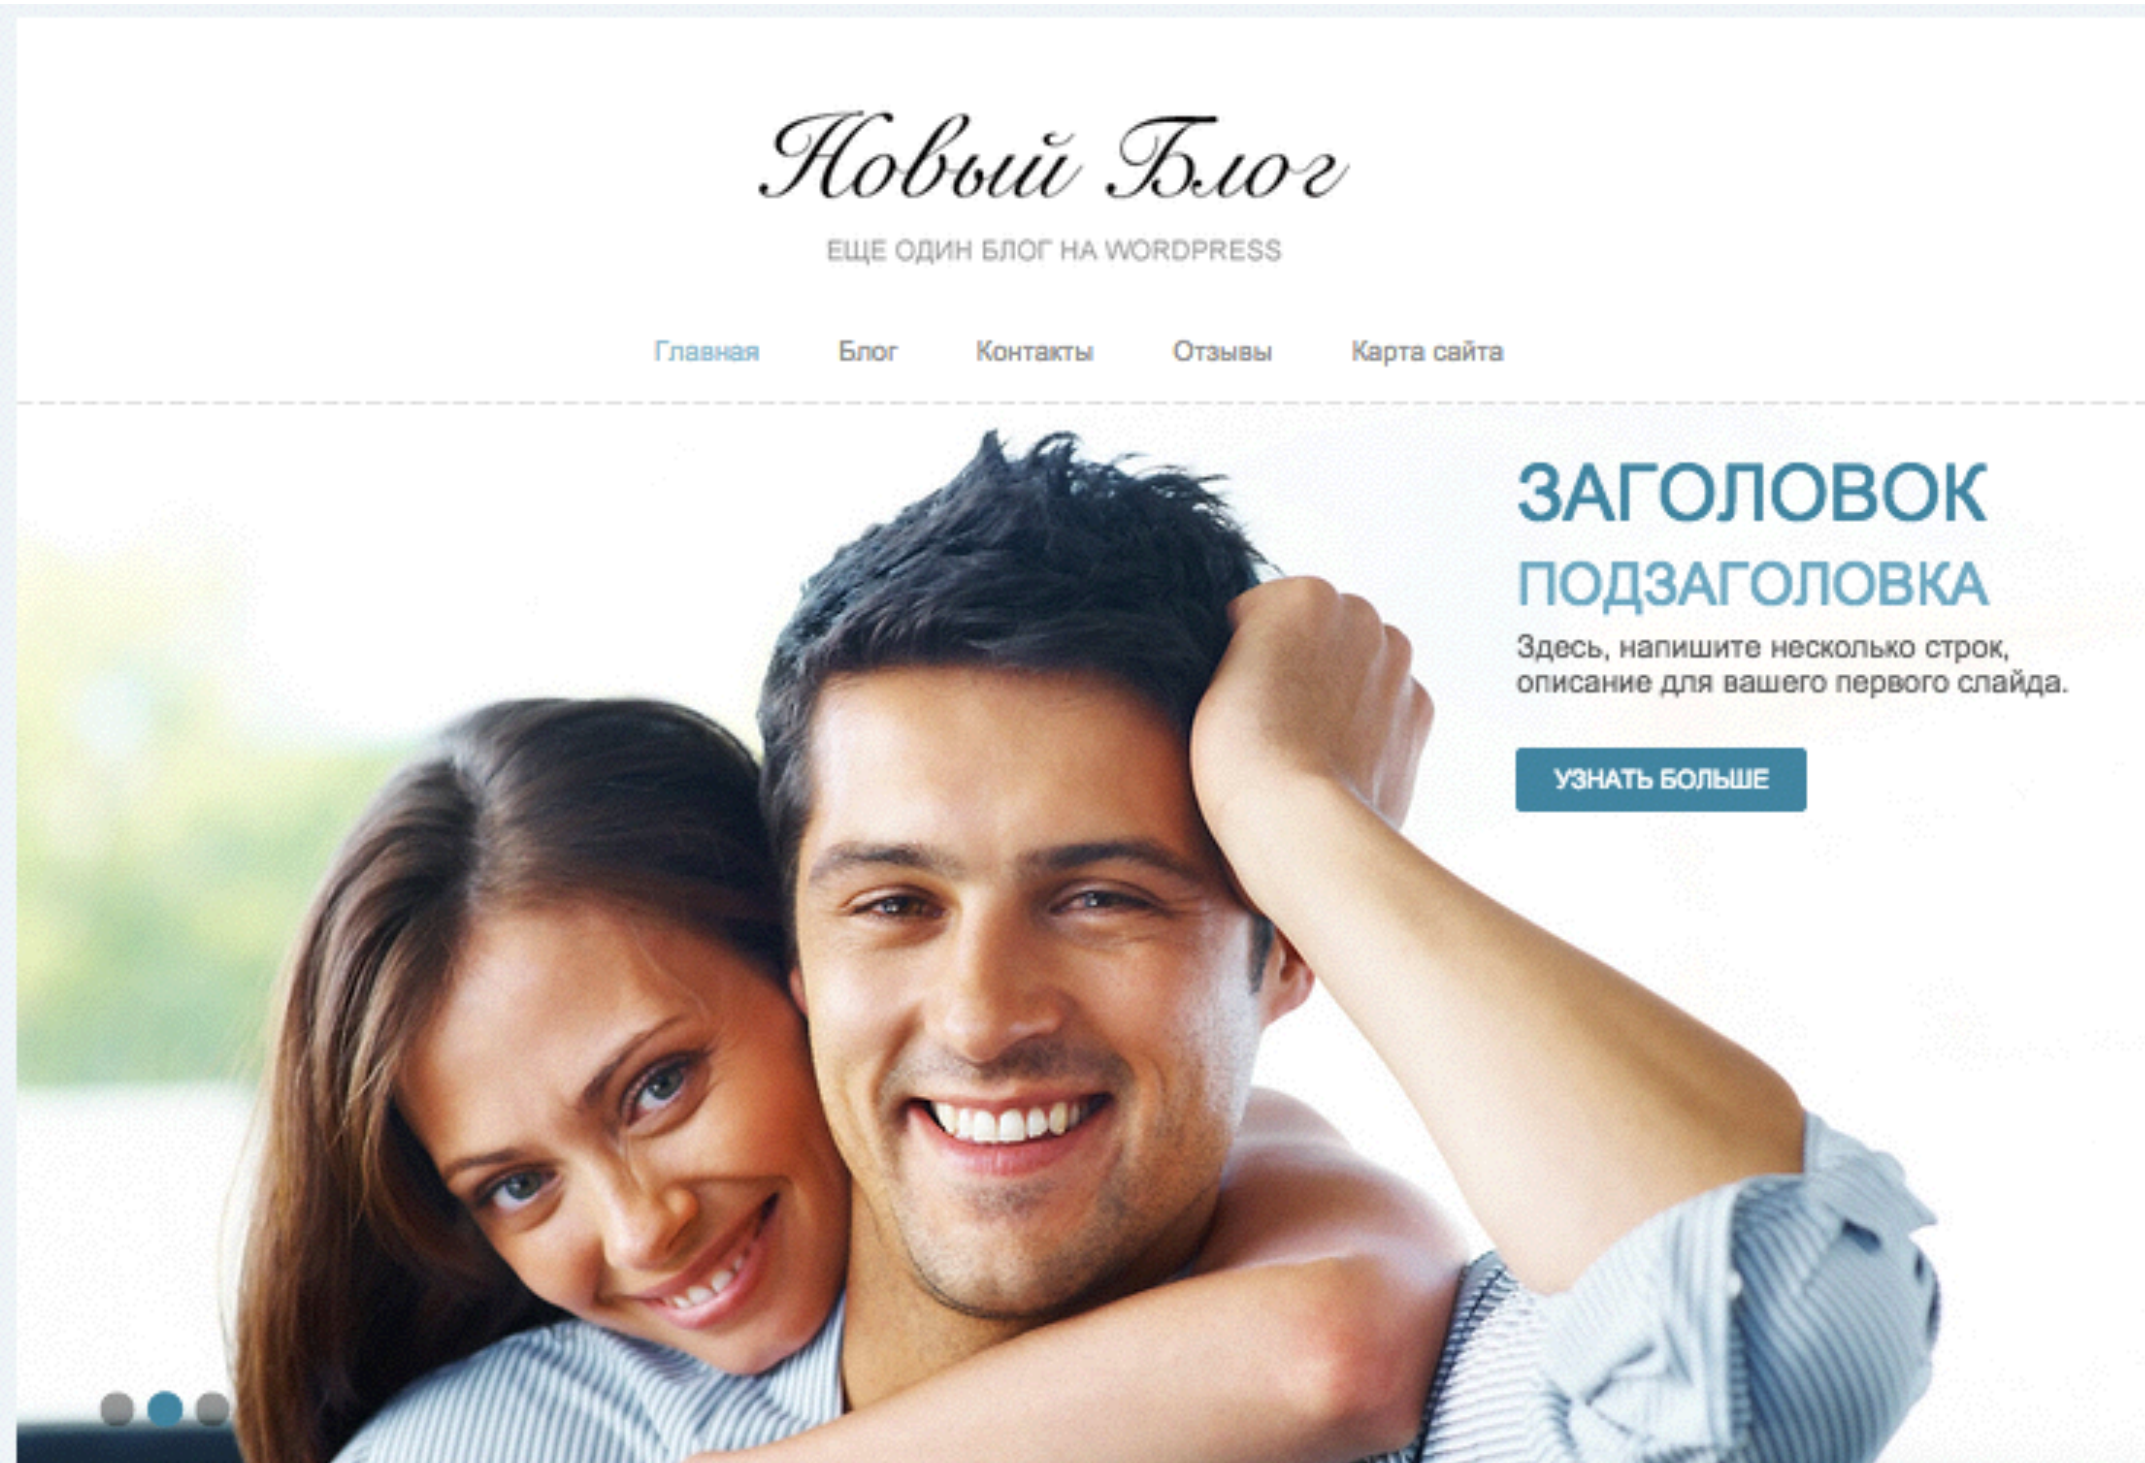 Новый Блог
ЕЩЕ ОДИН БЛОГ НА WORDPRESS
Главная Блог Контакты Отзывы Карта сайта
ЗАГОЛОВОК
ПОДЗАГОЛОВКА
Здесь, напишите несколько строк,
описание для вашего первого слайда.
УЗНАТЬ БОЛЬШЕ